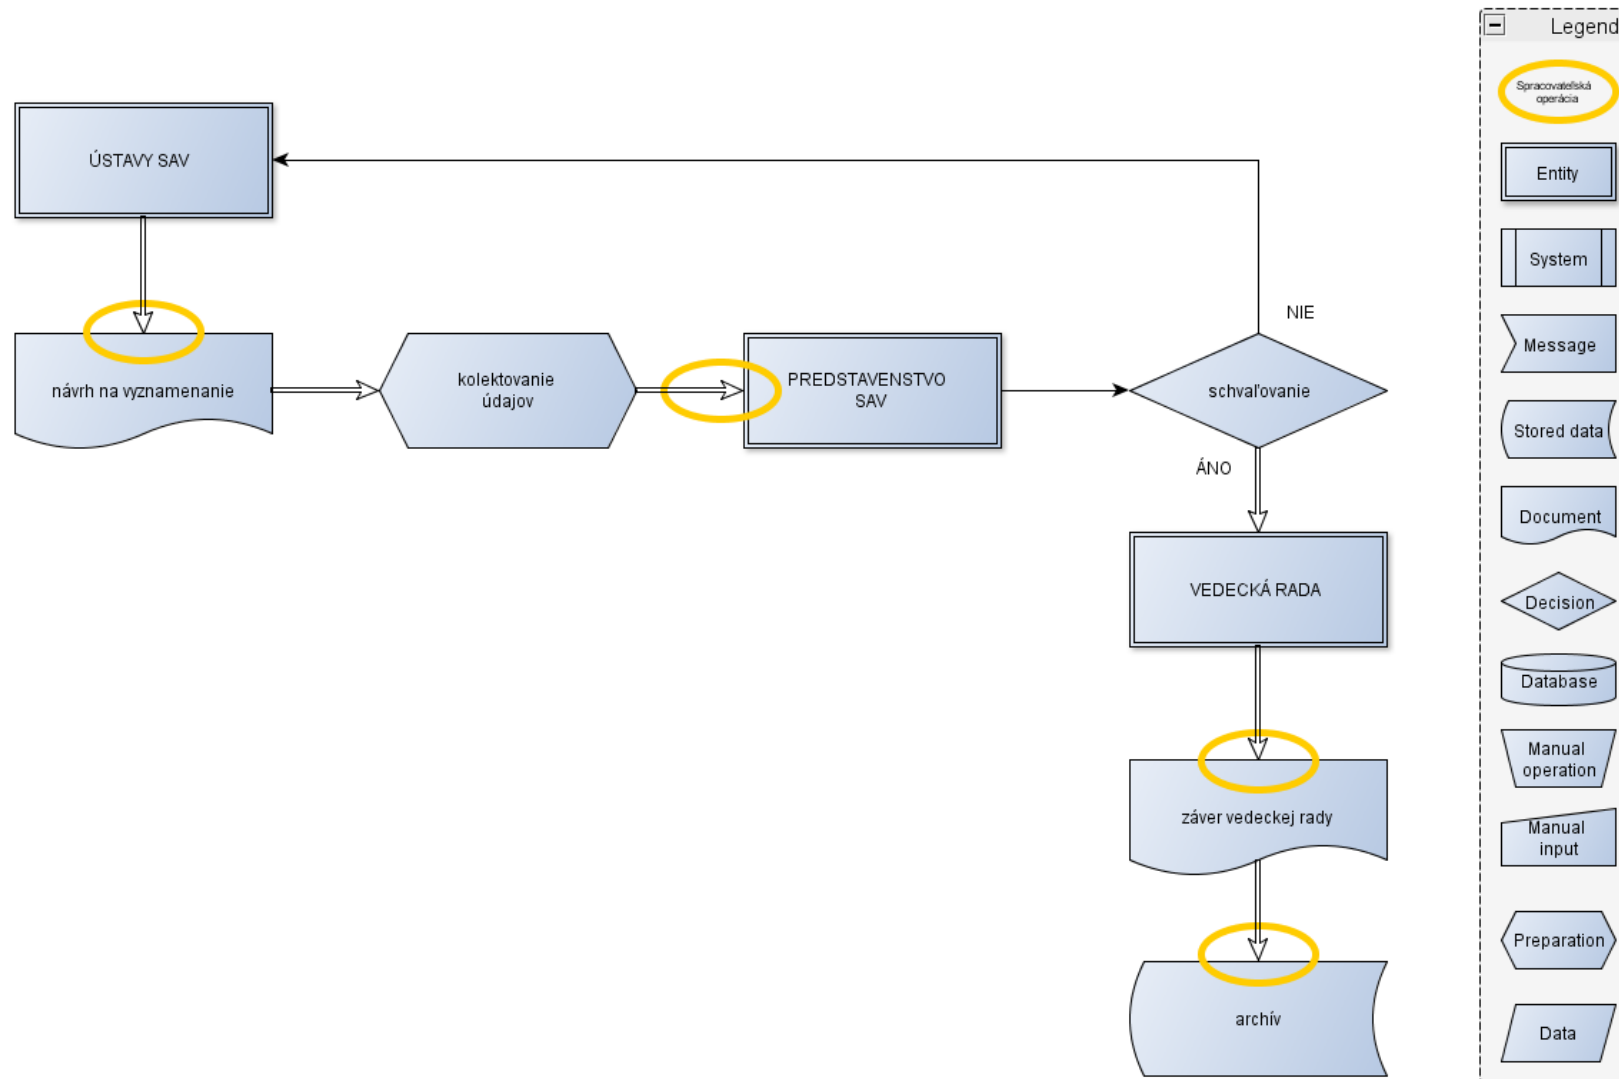 ÚSTAVY SAV
návrh na vyznamenanie
kolektovanie
údajov
PREDSTAVENSTVO
SAV
schvaľovanie
NIE
ÁNO
VEDECKÁ RADA
záver vedeckej rady
archív
Legend
Spracovateľská
operácia
Entity
System
Message
Stored data
Document
Decision
Database
Manual
operation
Manual
input
Preparation
Data